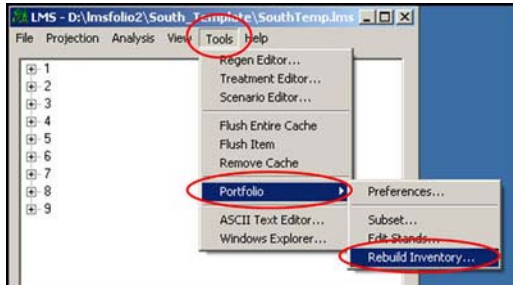 LMS - D:\lmsfolio2\South_Template\SouthTemp.lms
File Projection Analysis View Tools Help
1
2
3
4
5
6
7
8
9
Regen Editor...
Treatment Editor...
Scenario Editor...
Flush Entire Cache
Flush Item
Remove Cache
Portfolio
ASCII Text Editor...
Windows Explorer...
Preferences...
Subset...
Edit Stands...
Rebuild Inventory...